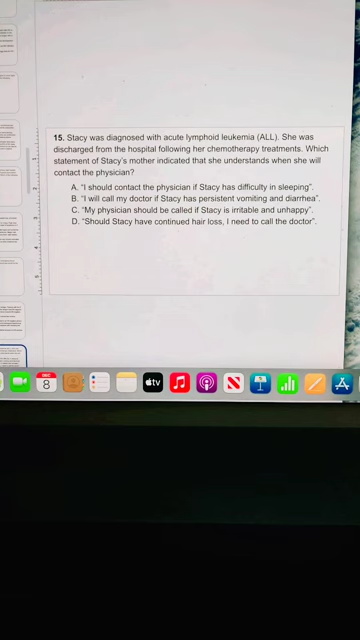 15. Stacy was diagnosed with acute lymphoid leukemia (ALL). She was
discharged from the hospital following her chemotherapy treatments. Which
statement of Stacy's mother indicated that she understands when she will
contact the physician?
A. “I should contact the physician if Stacy has difficulty in sleeping”.
B. “I will call my doctor if Stacy has persistent vomiting and diarrhea”.
C. “My physician should be called if Stacy is irritable and unhappy”.
D. “Should Stacy have continued hair loss, I need to call the doctor”.
DEC
8
tv